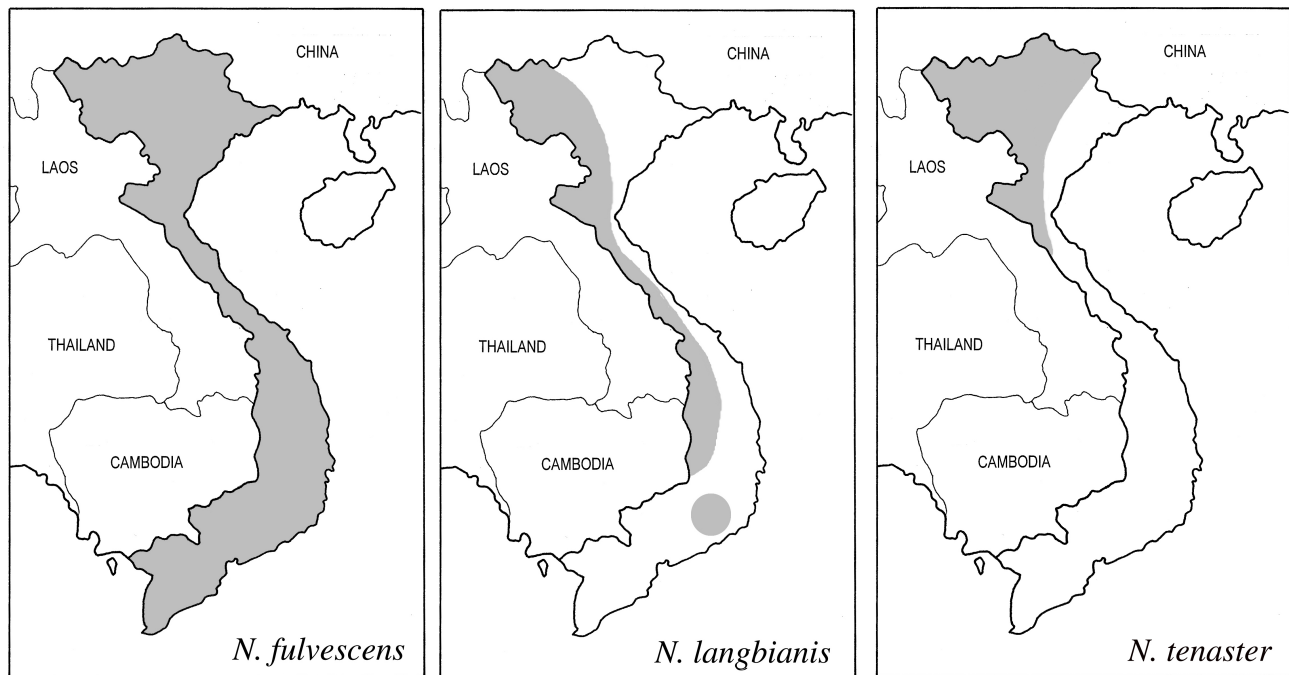 CHINA
LAOS
THAILAND
CAMBODIA
N. fulvescens
CHINA
LAOS
THAILAND
CAMBODIA
N. langbianis
CHINA
LAOS
THAILAND
CAMBODIA
N. tenaster